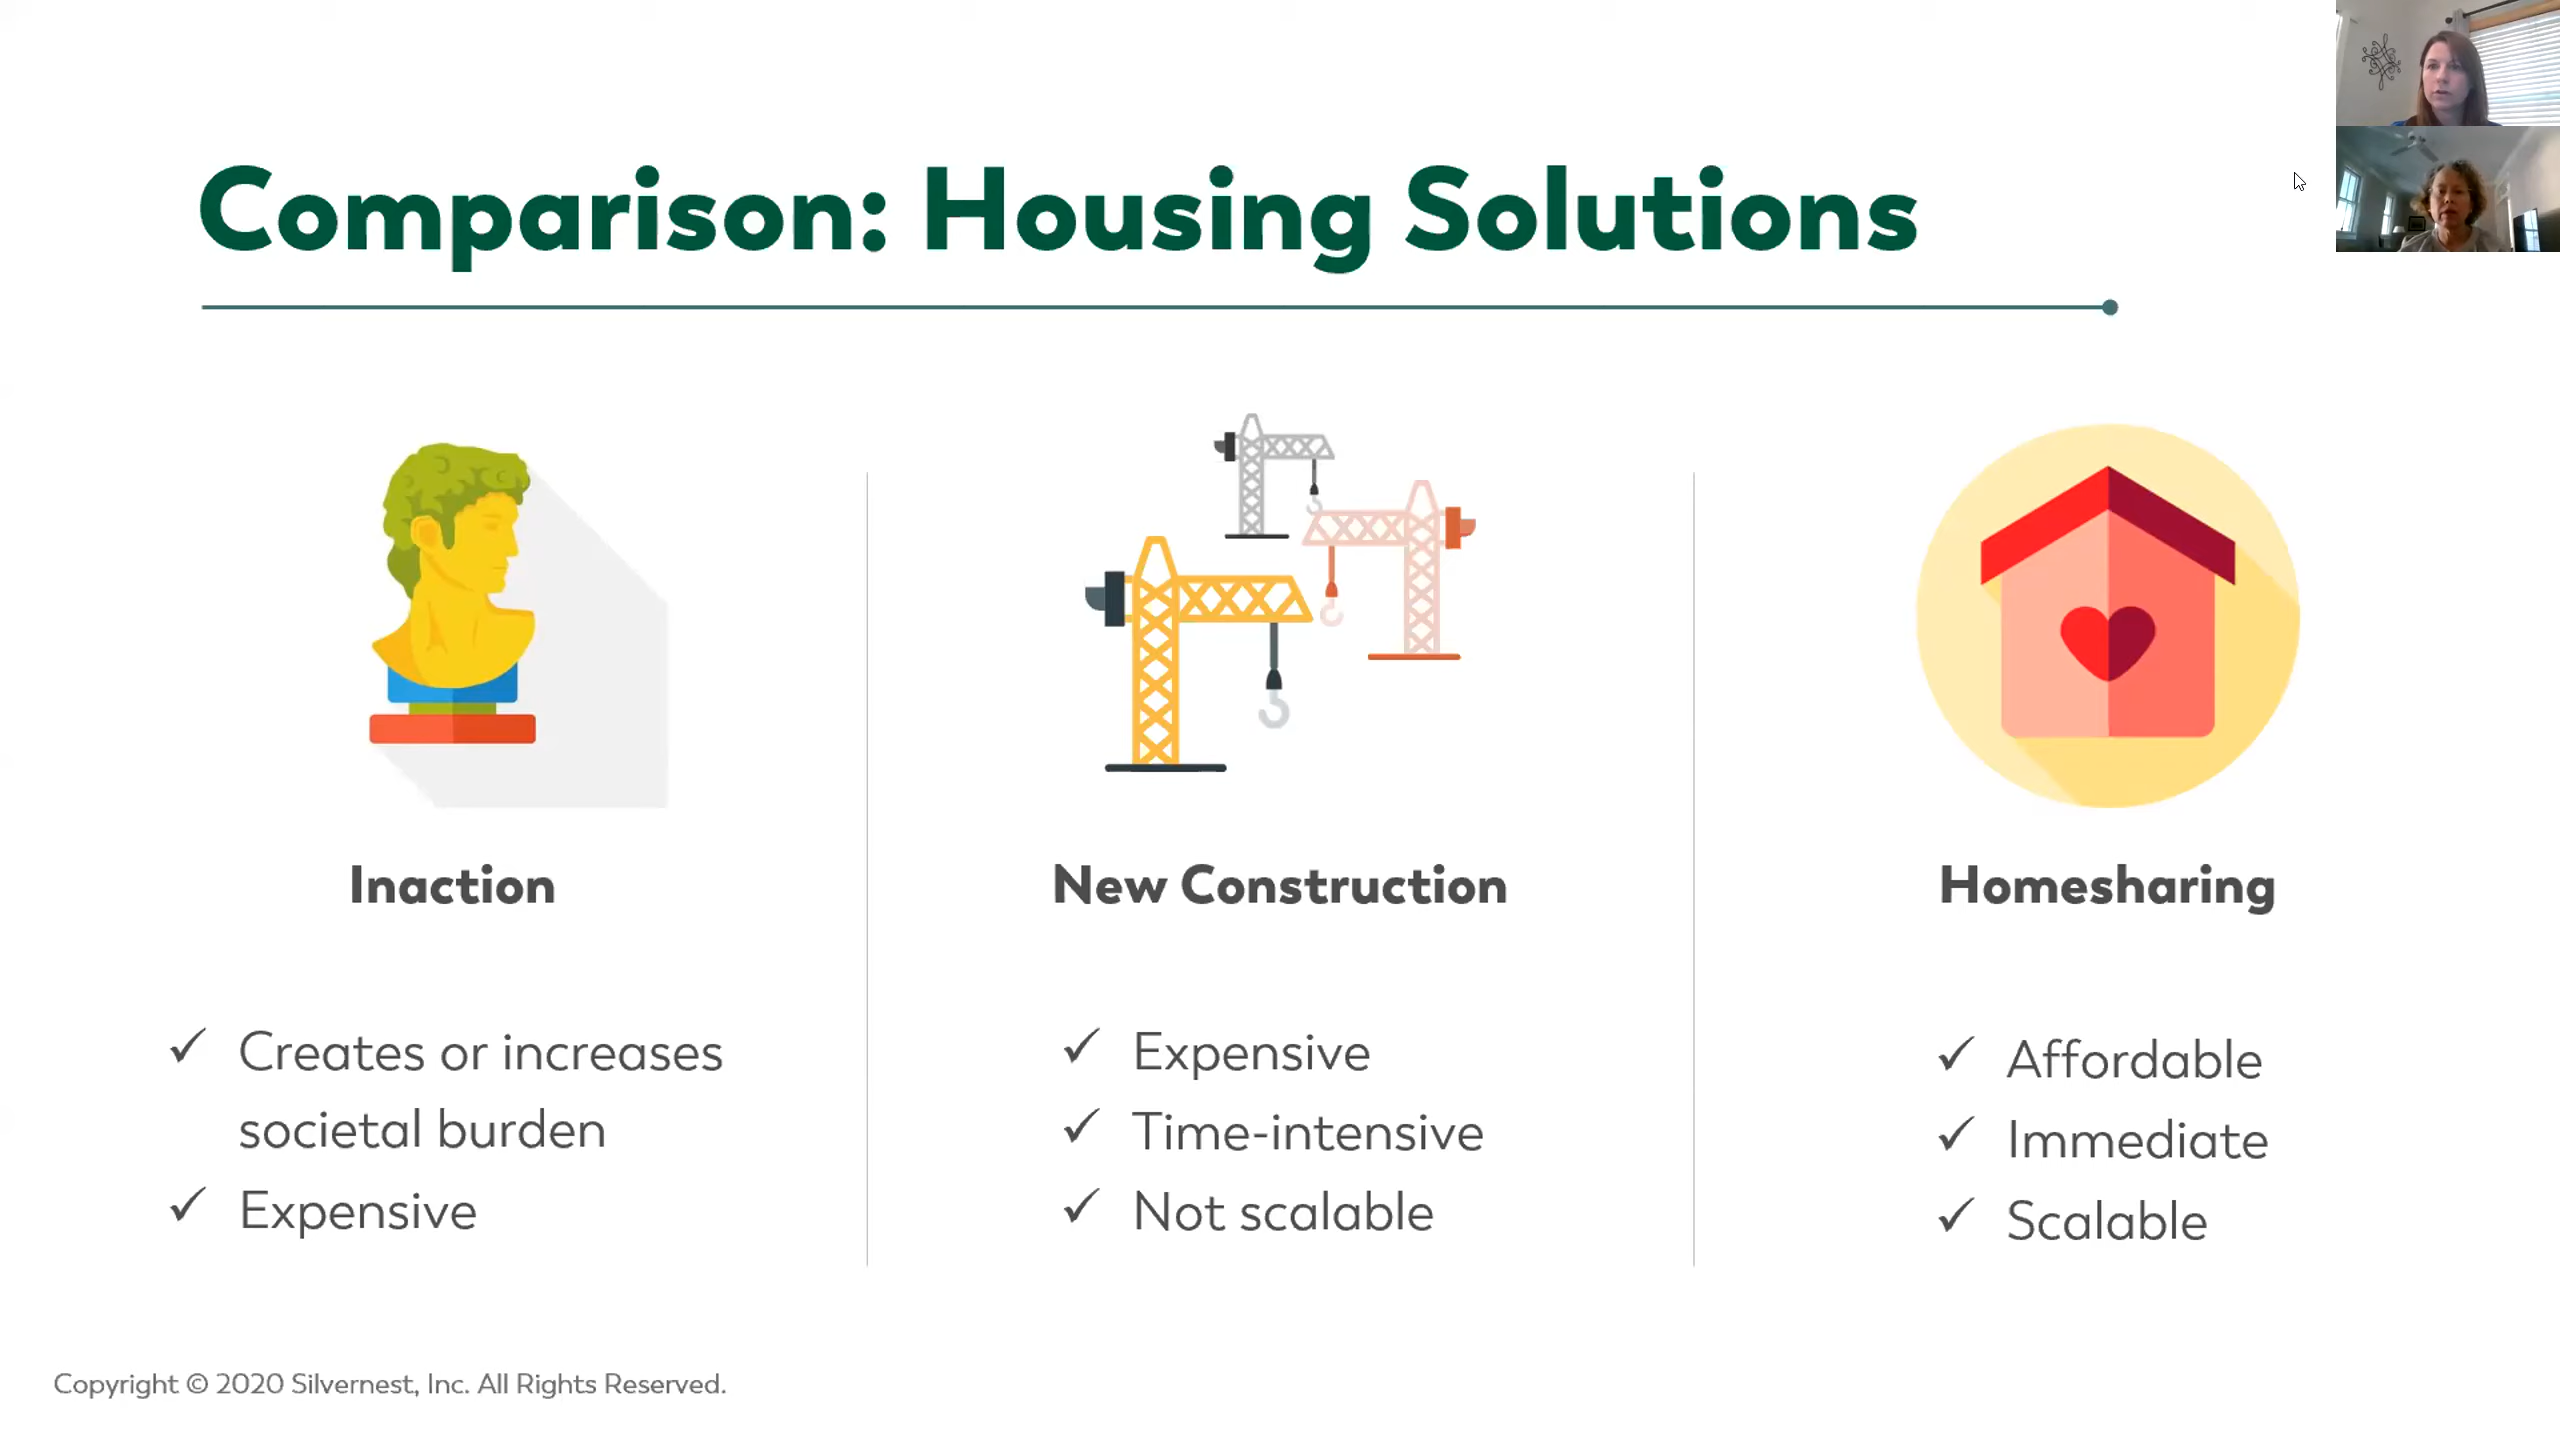 Comparison: Housing Solutions
Inaction
Creates or increases
societal burden
Expensive
New Construction
Expensive
Time-intensive
Not scalable
Homesharing
Affordable
Immediate
Scalable
Copyright © 2020 Silvernest, Inc. All Rights Reserved.